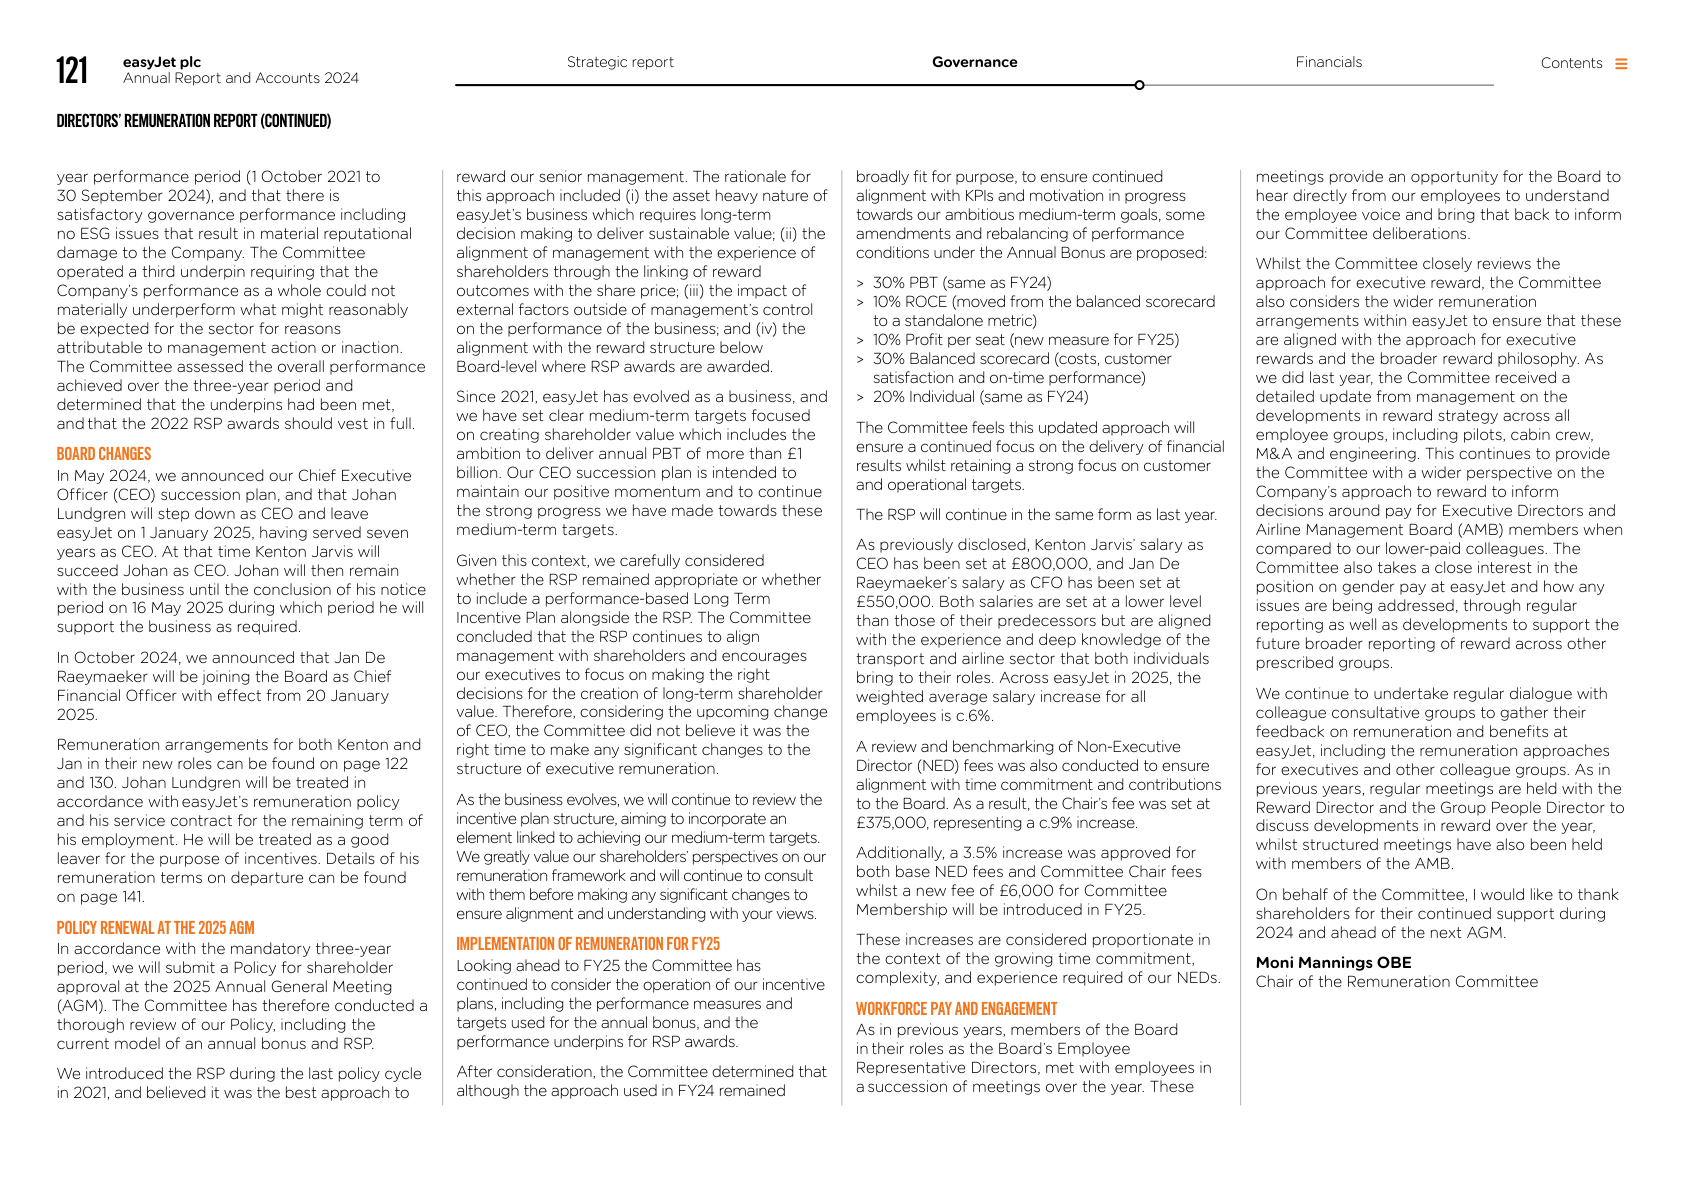 121
easyJet plc
Annual Report and Accounts 2024
Strategic report
Governance
Financials
Contents
DIRECTORS' REMUNERATION REPORT (CONTINUED)
year performance period (1 October 2021 to
30 September 2024), and that there is
satisfactory governance performance including
no ESG issues that result in material reputational
damage to the Company. The Committee
operated a third underpin requiring that the
Company's performance as a whole could not
materially underperform what might reasonably
be expected for the sector for reasons
attributable to management action or inaction.
The Committee assessed the overall performance
achieved over the three-year period and
determined that the underpins had been met,
and that the 2022 RSP awards should vest in full.
BOARD CHANGES
In May 2024, we announced our Chief Executive
Officer (CEO) succession plan, and that Johan
Lundgren will step down as CEO and leave
easyJet on 1 January 2025, having served seven
years as CEO. At that time Kenton Jarvis will
succeed Johan as CEO. Johan will then remain
with the business until the conclusion of his notice
period on 16 May 2025 during which period he will
support the business as required.
In October 2024, we announced that Jan De
Raeymaeker will be joining the Board as Chief
Financial Officer with effect from 20 January
2025.
Remuneration arrangements for both Kenton and
Jan in their new roles can be found on page 122
and 130. Johan Lundgren will be treated in
accordance with easyJet's remuneration policy
and his service contract for the remaining term of
his employment. He will be treated as a good
leaver for the purpose of incentives. Details of his
remuneration terms on departure can be found
on page 141.
POLICY RENEWAL AT THE 2025 AGM
In accordance with the mandatory three-year
period, we will submit a Policy for shareholder
approval at the 2025 Annual General Meeting
(AGM). The Committee has therefore conducted a
thorough review of our Policy, including the
current model of an annual bonus and RSP.
We introduced the RSP during the last policy cycle
in 2021, and believed it was the best approach to
reward our senior management. The rationale for
this approach included (i) the asset heavy nature of
easyJet's business which requires long-term
decision making to deliver sustainable value; (ii) the
alignment of management with the experience of
shareholders through the linking of reward
outcomes with the share price; (iii) the impact of
external factors outside of management's control
on the performance of the business; and (iv) the
alignment with the reward structure below
Board-level where RSP awards are awarded.
Since 2021, easyJet has evolved as a business, and
we have set clear medium-term targets focused
on creating shareholder value which includes the
ambition to deliver annual PBT of more than £1
billion. Our CEO succession plan is intended to
maintain our positive momentum and to continue
the strong progress we have made towards these
medium-term targets.
Given this context, we carefully considered
whether the RSP remained appropriate or whether
to include a performance-based Long Term
Incentive Plan alongside the RSP. The Committee
concluded that the RSP continues to align
management with shareholders and encourages
our executives to focus on making the right
decisions for the creation of long-term shareholder
value. Therefore, considering the upcoming change
of CEO, the Committee did not believe it was the
right time to make any significant changes to the
structure of executive remuneration.
As the business evolves, we will continue to review the
incentive plan structure, aiming to incorporate an
element linked to achieving our medium-term targets.
We greatly value our shareholders' perspectives on our
remuneration framework and will continue to consult
with them before making any significant changes to
ensure alignment and understanding with your views.
IMPLEMENTATION OF REMUNERATION FOR FY25
Looking ahead to FY25 the Committee has
continued to consider the operation of our incentive
plans, including the performance measures and
targets used for the annual bonus, and the
performance underpins for RSP awards.
After consideration, the Committee determined that
although the approach used in FY24 remained
broadly fit for purpose, to ensure continued
alignment with KPIs and motivation in progress
towards our ambitious medium-term goals, some
amendments and rebalancing of performance
conditions under the Annual Bonus are proposed:
> 30% PBT (same as FY24)
> 10% ROCE (moved from the balanced scorecard
to a standalone metric)
> 10% Profit per seat (new measure for FY25)
> 30% Balanced scorecard (costs, customer
satisfaction and on-time performance)
> 20% Individual (same as FY24)
The Committee feels this updated approach will
ensure a continued focus on the delivery of financial
results whilst retaining a strong focus on customer
and operational targets.
The RSP will continue in the same form as last year.
As previously disclosed, Kenton Jarvis' salary as
CEO has been set at £800,000, and Jan De
Raeymaeker's salary as CFO has been set at
£550,000. Both salaries are set at a lower level
than those of their predecessors but are aligned
with the experience and deep knowledge of the
transport and airline sector that both individuals
bring to their roles. Across easyJet in 2025, the
weighted average salary increase for all
employees is c.6%.
A review and benchmarking of Non-Executive
Director (NED) fees was also conducted to ensure
alignment with time commitment and contributions
to the Board. As a result, the Chair's fee was set at
£375,000, representing a c.9% increase.
Additionally, a 3.5% increase was approved for
both base NED fees and Committee Chair fees
whilst a new fee of £6,000 for Committee
Membership will be introduced in FY25.
These increases are considered proportionate in
the context of the growing time commitment,
complexity, and experience required of our NEDs.
WORKFORCE PAY AND ENGAGEMENT
As in previous years, members of the Board
in their roles as the Board's Employee
Representative Directors, met with employees in
a succession of meetings over the year. These
meetings provide an opportunity for the Board to
hear directly from our employees to understand
the employee voice and bring that back to inform
our Committee deliberations.
Whilst the Committee closely reviews the
approach for executive reward, the Committee
also considers the wider remuneration
arrangements within easyJet to ensure that these
are aligned with the approach for executive
rewards and the broader reward philosophy. As
we did last year, the Committee received a
detailed update from management on the
developments in reward strategy across all
employee groups, including pilots, cabin crew,
M&A and engineering. This continues to provide
the Committee with a wider perspective on the
Company's approach to reward to inform
decisions around pay for Executive Directors and
Airline Management Board (AMB) members when
compared to our lower-paid colleagues. The
Committee also takes a close interest in the
position on gender pay at easyJet and how any
issues are being addressed, through regular
reporting as well as developments to support the
future broader reporting of reward across other
prescribed groups.
We continue to undertake regular dialogue with
colleague consultative groups to gather their
feedback on remuneration and benefits at
easyJet, including the remuneration approaches
for executives and other colleague groups. As in
previous years, regular meetings are held with the
Reward Director and the Group People Director to
discuss developments in reward over the year,
whilst structured meetings have also been held
with members of the AMB.
On behalf of the Committee, I would like to thank
shareholders for their continued support during
2024 and ahead of the next AGM.
Moni Mannings OBE
Chair of the Remuneration Committee